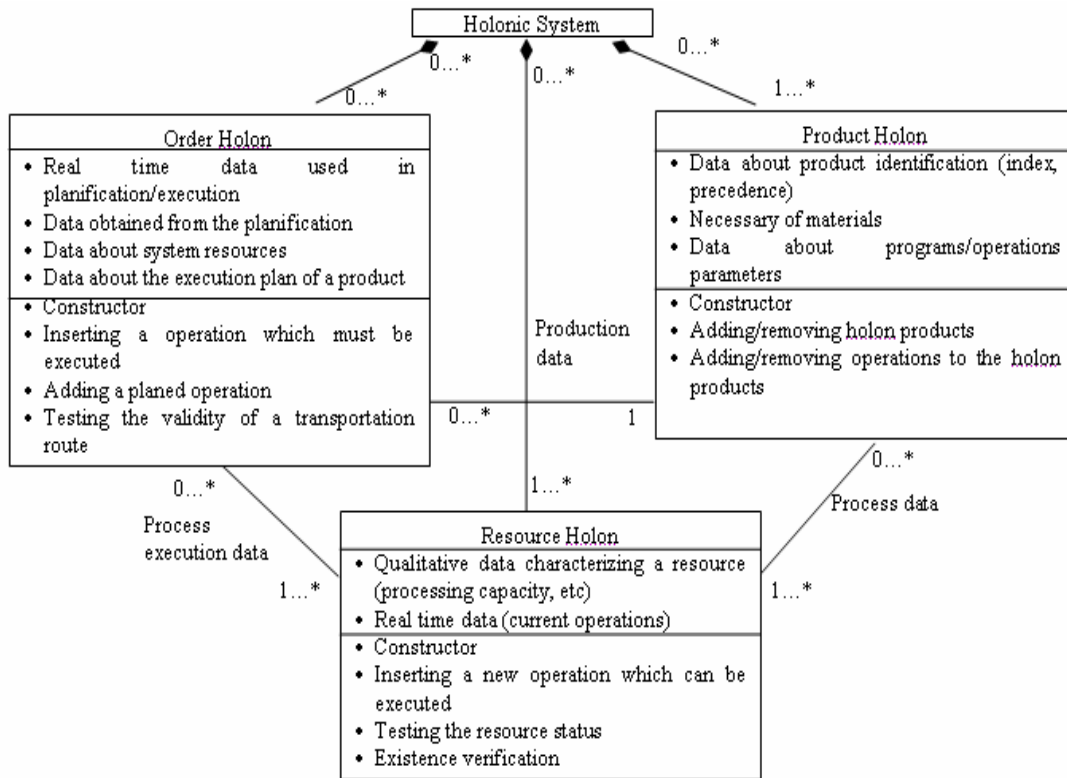 Holonic System
0...*
0...*
0...*
0...*
0...*
1...*
Order Holon
• Real time data used in
planification/execution
• Data obtained from the planification
• Data about system resources
• Data about the execution plan of a product
• Constructor
• Inserting a operation which must be
executed
• Adding a planed operation
• Testing the validity of a transportation
route
Product Holon
• Data about product identification (index,
precedence)
• Necessary of materials
• Data about programs/operations
parameters
• Constructor
• Adding/removing holon products
• Adding/removing operations to the holon
products
Production
data
0...*
1
0...*
Process
execution data
1...*
1...*
0...*
Process data
1...*
Resource Holon
• Qualitative data characterizing a resource
(processing capacity, etc)
• Real time data (current operations)
• Constructor
• Inserting a new operation which can be
executed
• Testing the resource status
• Existence verification